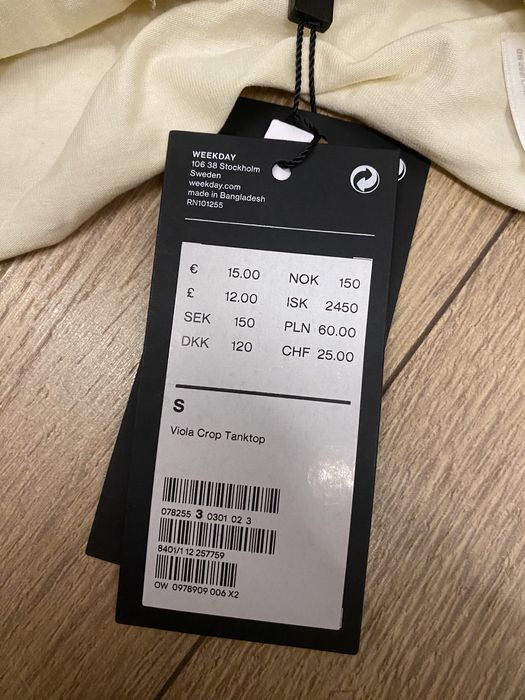 WEEKDAY
106 38 Stockholm
Sweden
weekday.com
made in Bangladesh
RN101255
€ 15.00 NOK 150
£ 12.00 ISK 2450
SEK 150 PLN 60.00
DKK 120 CHF 25.00
S
Viola Crop Tanktop
078255 3 0301 02 3
8401/1 12 257759
OW 0978909 006 X2